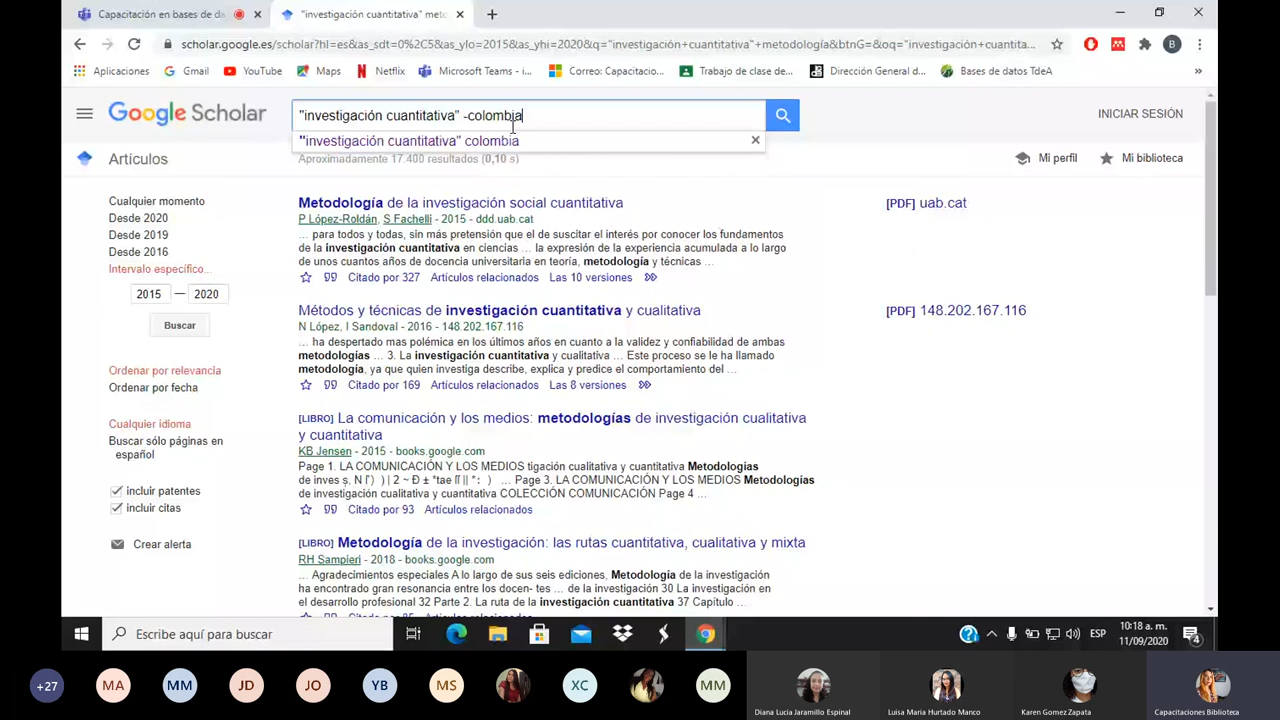 Capacitación en bases de da
"investigación cuantitativa" met
scholar.google.es/scholar?hl=es&as_sdt=0%2C5&as_ylo=2015&as_yhi=2020&q="investigación+cuantitativa"+metodología&btnG=&oq="investigación+cuantita...
B
Aplicaciones
Gmail
YouTube
Maps
Netflix
Microsoft Teams - i...
Correo: Capacitacio...
Trabajo de clase de...
Dirección General d...
Bases de datos TdeA
»
Google Scholar
"investigación cuantitativa" -colombia
INICIAR SESIÓN
"investigación cuantitativa" colombia
Artículos
Aproximadamente 17.400 resultados (0,10 s)
Mi perfil
Mi biblioteca
Cualquier momento
Desde 2020
Desde 2019
Desde 2016
Intervalo específico...
2015 — 2020
Buscar
Ordenar por relevancia
Ordenar por fecha
Cualquier idioma
Buscar sólo páginas en
español
incluir patentes
incluir citas
Crear alerta
Metodología de la investigación social cuantitativa
P López-Roldán, S Fachelli - 2015 - ddd.uab.cat
... para todos y todas, sin más pretensión que el de suscitar el interés por conocer los fundamentos
de la investigación cuantitativa en ciencias ... la expresión de la experiencia acumulada a lo largo
de unos cuantos años de docencia universitaria en teoría, metodología y técnicas ...
Citado por 327 Artículos relacionados Las 10 versiones
[PDF] uab.cat
Métodos y técnicas de investigación cuantitativa y cualitativa
N López, I Sandoval - 2016 - 148.202.167.116
... ha despertado mas polémica en los últimos años en cuanto a la validez y confiabilidad de ambas
metodologías ... 3. La investigación cuantitativa y cualitativa ... Este proceso se le ha llamado
metodología, ya que quien investiga describe, explica y predice el comportamiento del ...
Citado por 169 Artículos relacionados Las 8 versiones
[PDF] 148.202.167.116
[LIBRO] La comunicación y los medios: metodologías de investigación cualitativa
y cuantitativa
KB Jensen - 2015 - books.google.com
Page 1. LA COMUNICACIÓN Y LOS MEDIOS tigación cualitativa y cuantitativa Metodologias
... Page 3. LA COMUNICACIÓN Y LOS MEDIOS Metodologías
de investigación cualitativa y cuantitativa COLECCIÓN COMUNICACIÓN Page 4 ...
Citado por 93 Artículos relacionados
[LIBRO] Metodología de la investigación: las rutas cuantitativa, cualitativa y mixta
RH Sampieri - 2018 - books.google.com
... Agradecimientos especiales A lo largo de sus seis ediciones, Metodología de la investigación
ha encontrado gran resonancia entre los docen- tes ... de la investigación 30 La investigación en
el desarrollo profesional 32 Parte 2. La ruta de la investigación cuantitativa 37 Capítulo ...
Escribe aquí para buscar
ESP
10:18 a. m.
11/09/2020
4
+27
MA
MM
JD
JO
YB
MS
XC
MM
Diana Lucia Jaramillo Espinal
Luisa Maria Hurtado Manco
Karen Gomez Zapata
Capacitaciones Biblioteca